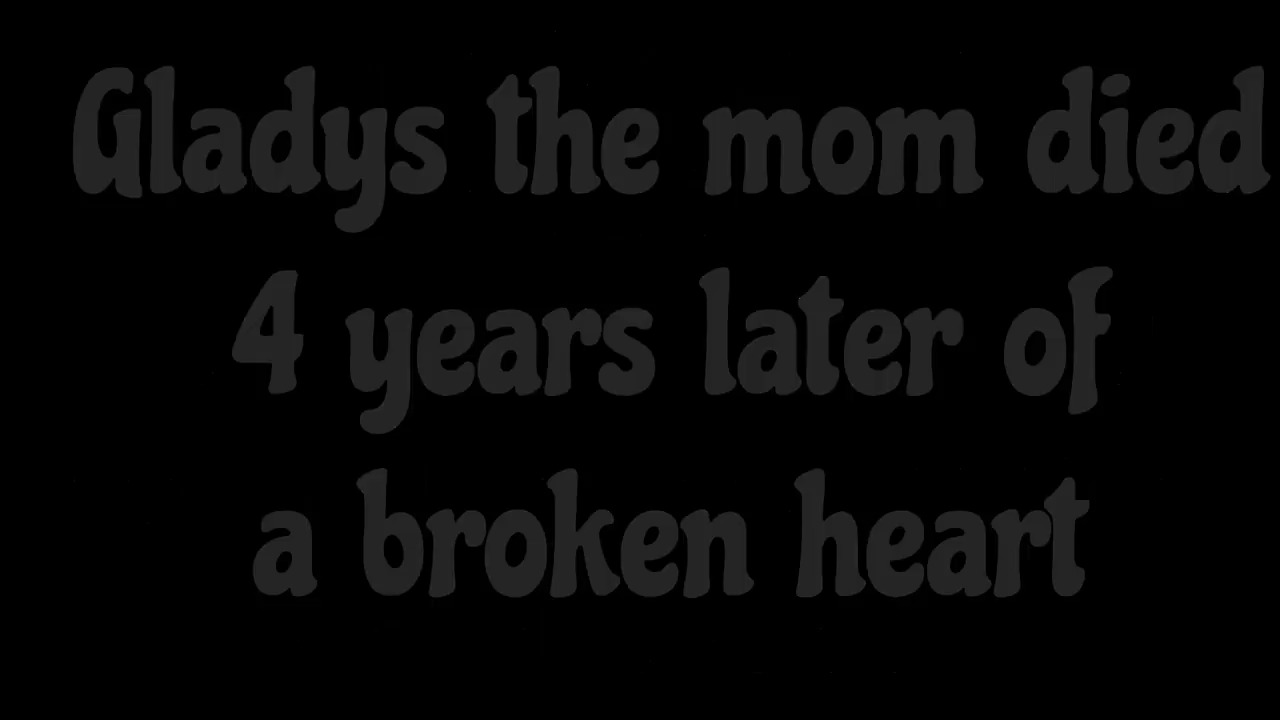 Gladys the mom died
4 years later of
a broken heart